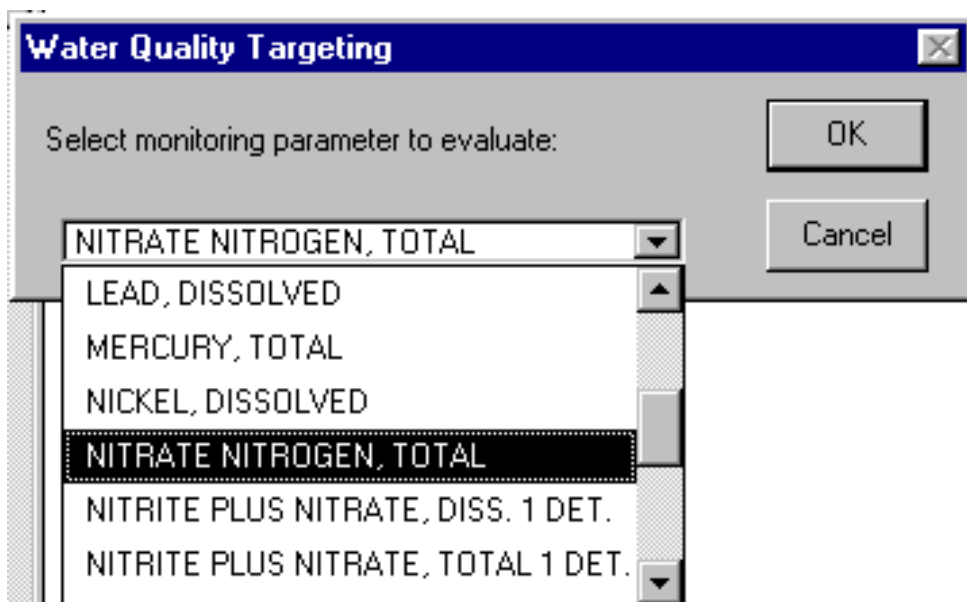 Water Quality Targeting
Select monitoring parameter to evaluate:
OK
Cancel
NITRATE NITROGEN, TOTAL
LEAD, DISSOLVED
MERCURY, TOTAL
NICKEL, DISSOLVED
NITRATE NITROGEN, TOTAL
NITRITE PLUS NITRATE, DISS. 1 DET.
NITRITE PLUS NITRATE, TOTAL 1 DET.